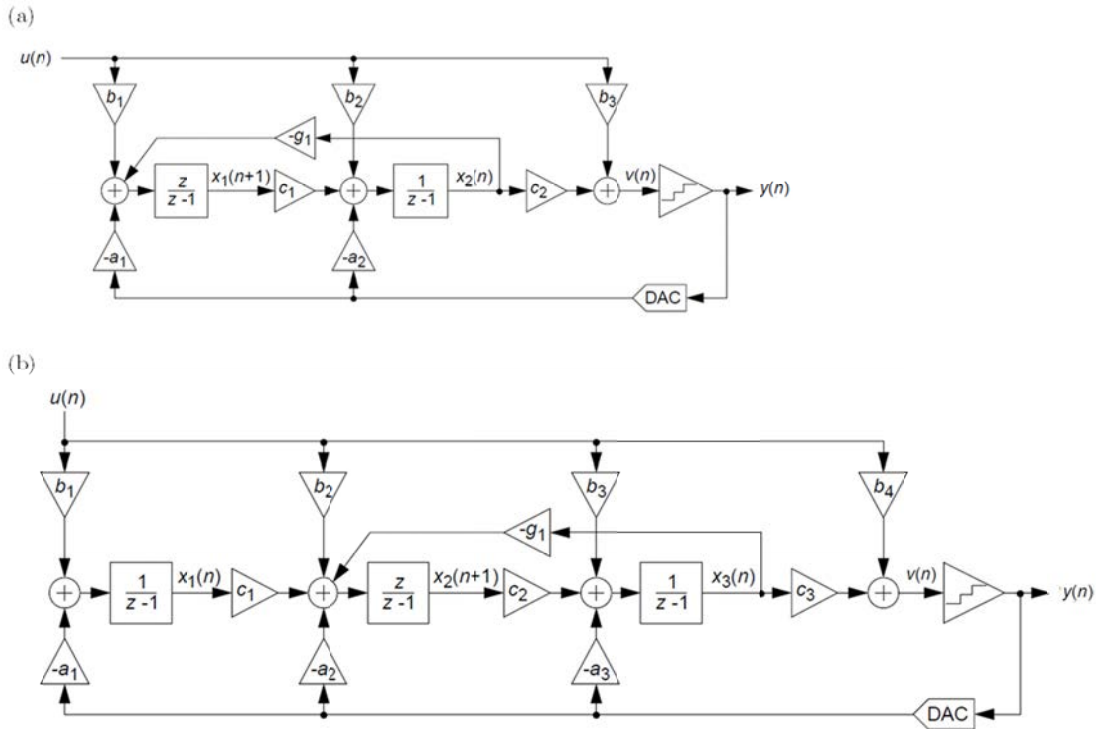 (a)
u(n)
b1 b2 b3
-g1
z/(z -1) x1(n+1) c1 1/(z -1) x2(n) c2 v(n) y(n)
-a1 -a2
DAC
(b)
u(n)
b1 b2 b3 b4
-g1
1/(z -1) x1(n) c1 z/(z -1) x2(n+1) c2 1/(z -1) x3(n) c3 v(n) y(n)
-a1 -a2 -a3
DAC